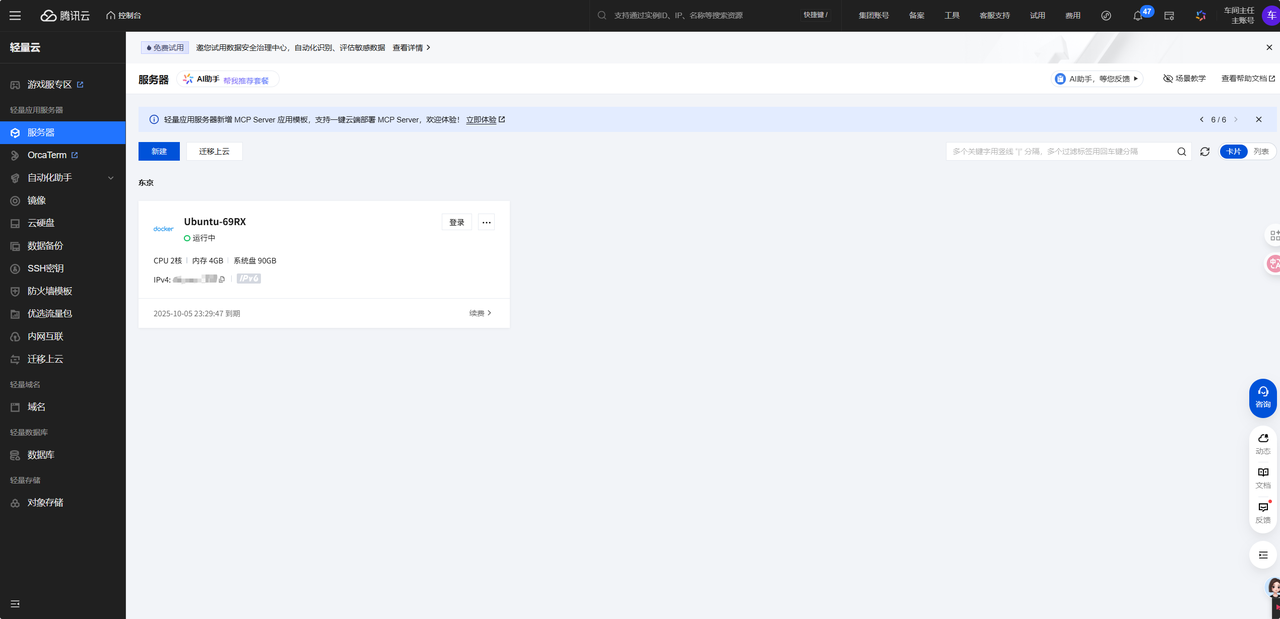 腾讯云
控制台
支持通过实例ID、IP、名称等搜索资源
快捷键 /
集团账号
备案
工具
客服支持
试用
费用
47
车间主任
主账号
车
轻量云
游戏服专区
轻量应用服务器
服务器
OrcaTerm
自动化助手
镜像
云硬盘
数据备份
SSH密钥
防火墙模板
优选流量包
内网互联
迁移上云
轻量域名
域名
轻量数据库
数据库
轻量存储
对象存储
免费试用 邀您试用数据安全治理中心，自动化识别、评估敏感数据 查看详情
服务器 AI助手 帮我推荐套餐
AI助手，等您反馈
场景教学
查看帮助文档
轻量应用服务器新增 MCP Server 应用模板，支持一键云端部署 MCP Server，欢迎体验！ 立即体验
6 / 6
新建
迁移上云
多个关键字用竖线 "|" 分隔，多个过滤标签用回车键分隔
卡片
列表
东京
docker
Ubuntu-69RX
运行中
登录
CPU 2核 内存 4GB 系统盘 90GB
IPv4:
IPv6
2025-10-05 23:29:47 到期
续费
咨询
动态
文档
反馈